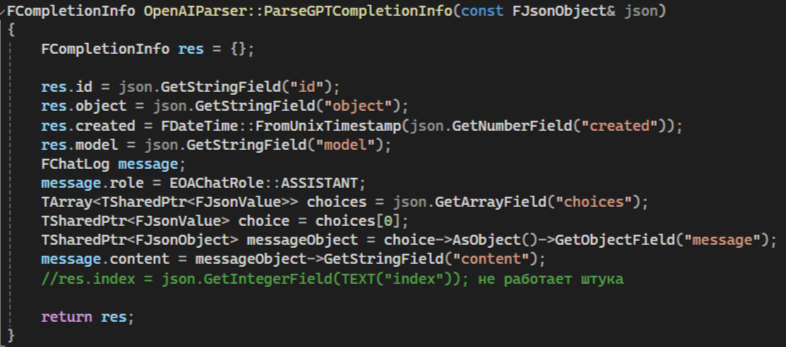 FCompletionInfo OpenAIParser::ParseGPTCompletionInfo(const FJsonObject& json)
{
FCompletionInfo res = {};
res.id = json.GetStringField("id");
res.object = json.GetStringField("object");
res.created = FDateTime::FromUnixTimestamp(json.GetNumberField("created"));
res.model = json.GetStringField("model");
FChatLog message;
message.role = EOAChatRole::ASSISTANT;
TArray<TSharedPtr<FJsonValue>> choices = json.GetArrayField("choices");
TSharedPtr<FJsonValue> choice = choices[0];
TSharedPtr<FJsonObject> messageObject = choice->AsObject()->GetObjectField("message");
message.content = messageObject->GetStringField("content");
//res.index = json.GetIntegerField(TEXT("index")); не работает штука
return res;
}